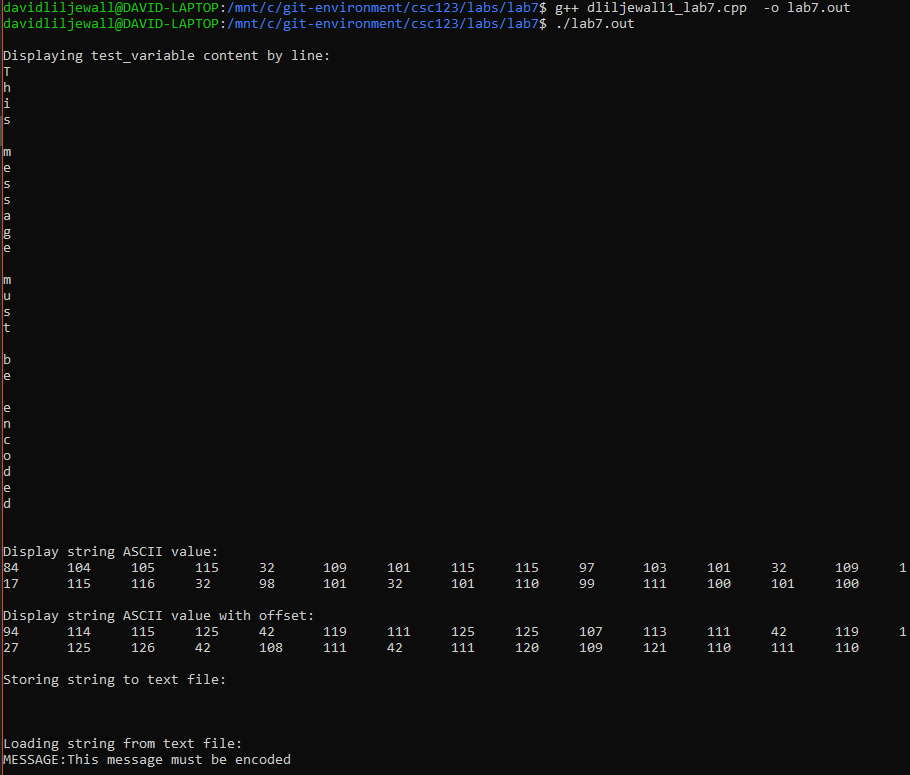 davidliljewall@DAVID-LAPTOP:/mnt/c/git-environment/csc123/labs/lab7$ g++ dliljewall1_lab7.cpp  -o lab7.out
davidliljewall@DAVID-LAPTOP:/mnt/c/git-environment/csc123/labs/lab7$ ./lab7.out
Displaying test_variable content by line:
T
h
i
s
m
e
s
s
a
g
e
m
u
s
t
b
e
e
n
c
o
d
e
d
Display string ASCII value:
84 104 105 115 32 109 101 115 115 97 103 101 32 109 1
17 115 116 32 98 101 32 101 110 99 111 100 101 100
Display string ASCII value with offset:
94 114 115 125 42 119 111 125 125 107 113 111 42 119 1
27 125 126 42 108 111 42 111 120 109 121 110 111 110
Storing string to text file:
Loading string from text file:
MESSAGE:This message must be encoded